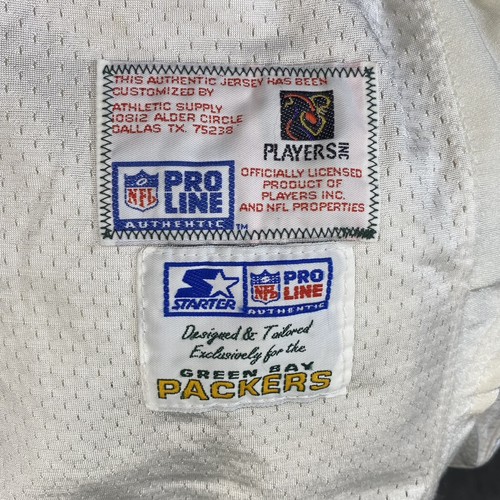 THIS AUTHENTIC JERSEY HAS BEEN
CUSTOMIZED BY
ATHLETIC SUPPLY
10812 ALDER CIRCLE
DALLAS TX. 75238
PLAYERS INC
NFL
PRO
LINE
AUTHENTIC
TM
OFFICIALLY LICENSED
PRODUCT OF
PLAYERS INC.
AND NFL PROPERTIES
STARTER
NFL
PRO
LINE
AUTHENTIC
Designed & Tailored
Exclusively for the
GREEN BAY
PACKERS